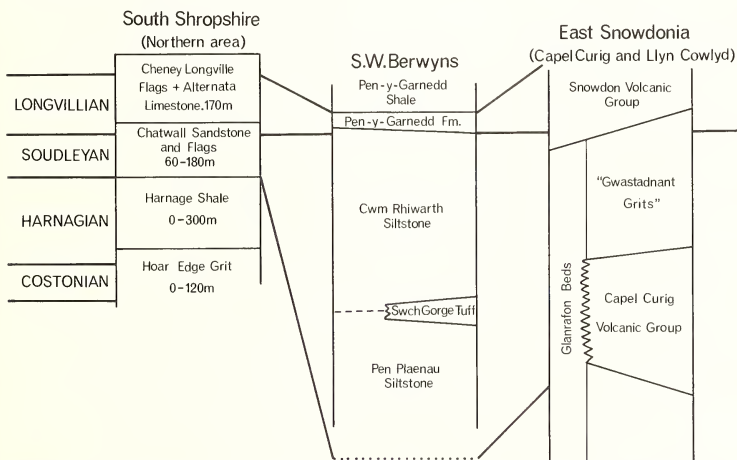 South Shropshire
(Northern area)
LONGVILLIAN
SOUDLEYAN
HARNAGIAN
COSTONIAN
Cheney Longville
Flags + Alternata
Limestone.170m
Chatwall Sandstone
and Flags
60-180m
Harnage Shale
0-300m
Hoar Edge Grit
0-120m
S.W.Berwyns
Pen-y-Garnedd
Shale
Pen-y-Garnedd Fm.
Cwm Rhiwarth
Siltstone
Swch Gorge Tuff
Pen Plaenau
Siltstone
East Snowdonia
(Capel Curig and Llyn Cowlyd)
Snowdon Volcanic
Group
"Gwastadnant
Grits"
Glanrafon Beds
Capel Curig
Volcanic Group